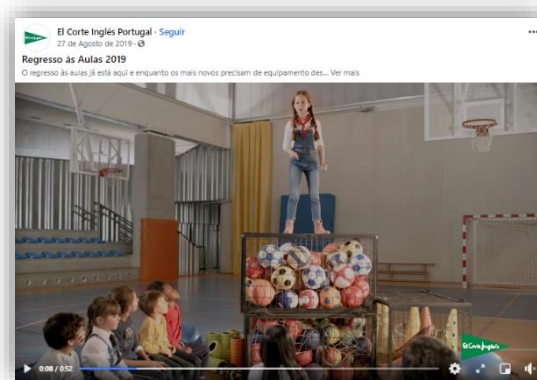 El Corte Inglés Portugal · Seguir
27 de Agosto de 2019 ·
Regresso às Aulas 2019
O regresso às aulas já está aqui e enquanto os mais novos precisam de equipamento des... Ver mais
0:08 / 0:52
El Corte Inglés